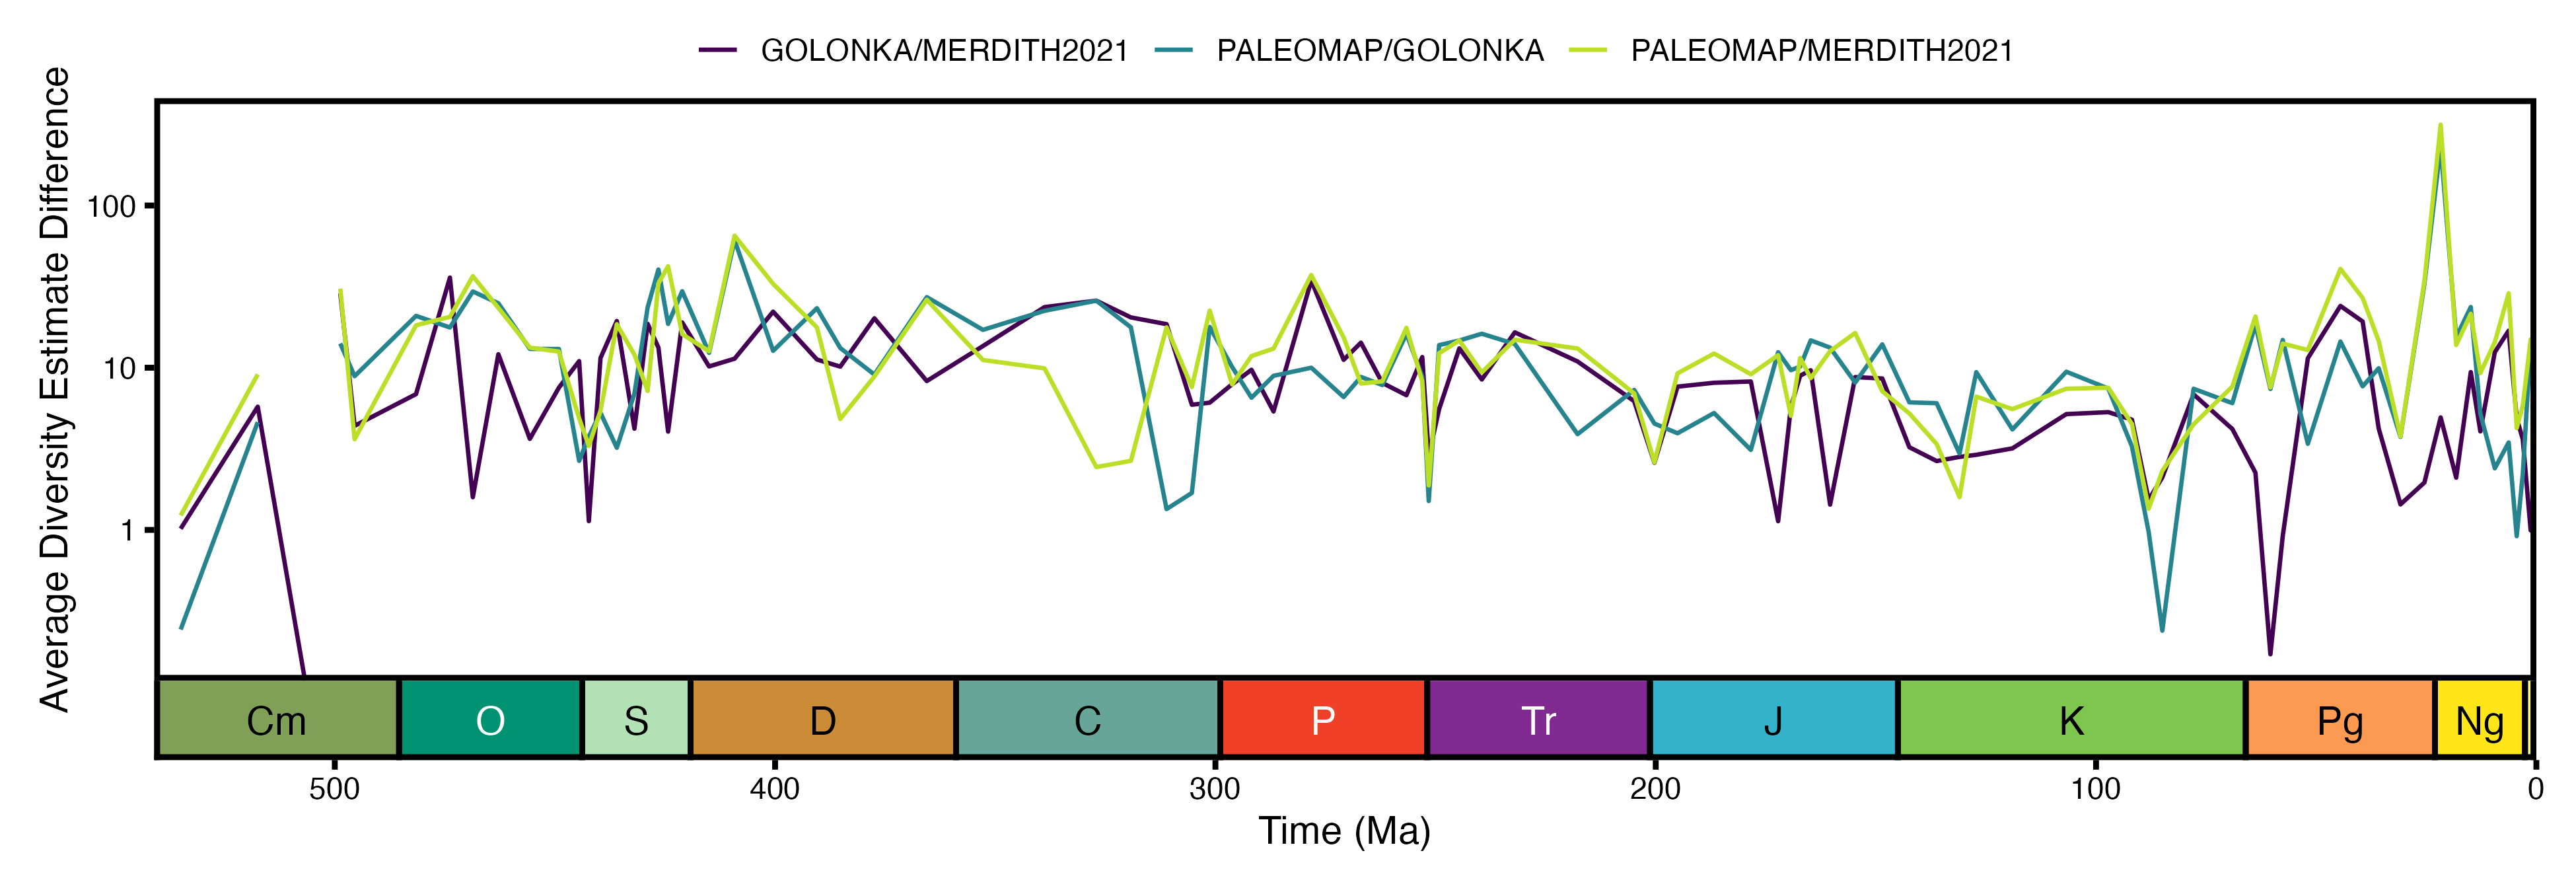 GOLONKA/MERDITH2021 PALEOMAP/GOLONKA PALEOMAP/MERDITH2021
Average Diversity Estimate Difference
100
10
1
Cm O S D C P Tr J K Pg Ng
500 400 300 200 100 0
Time (Ma)